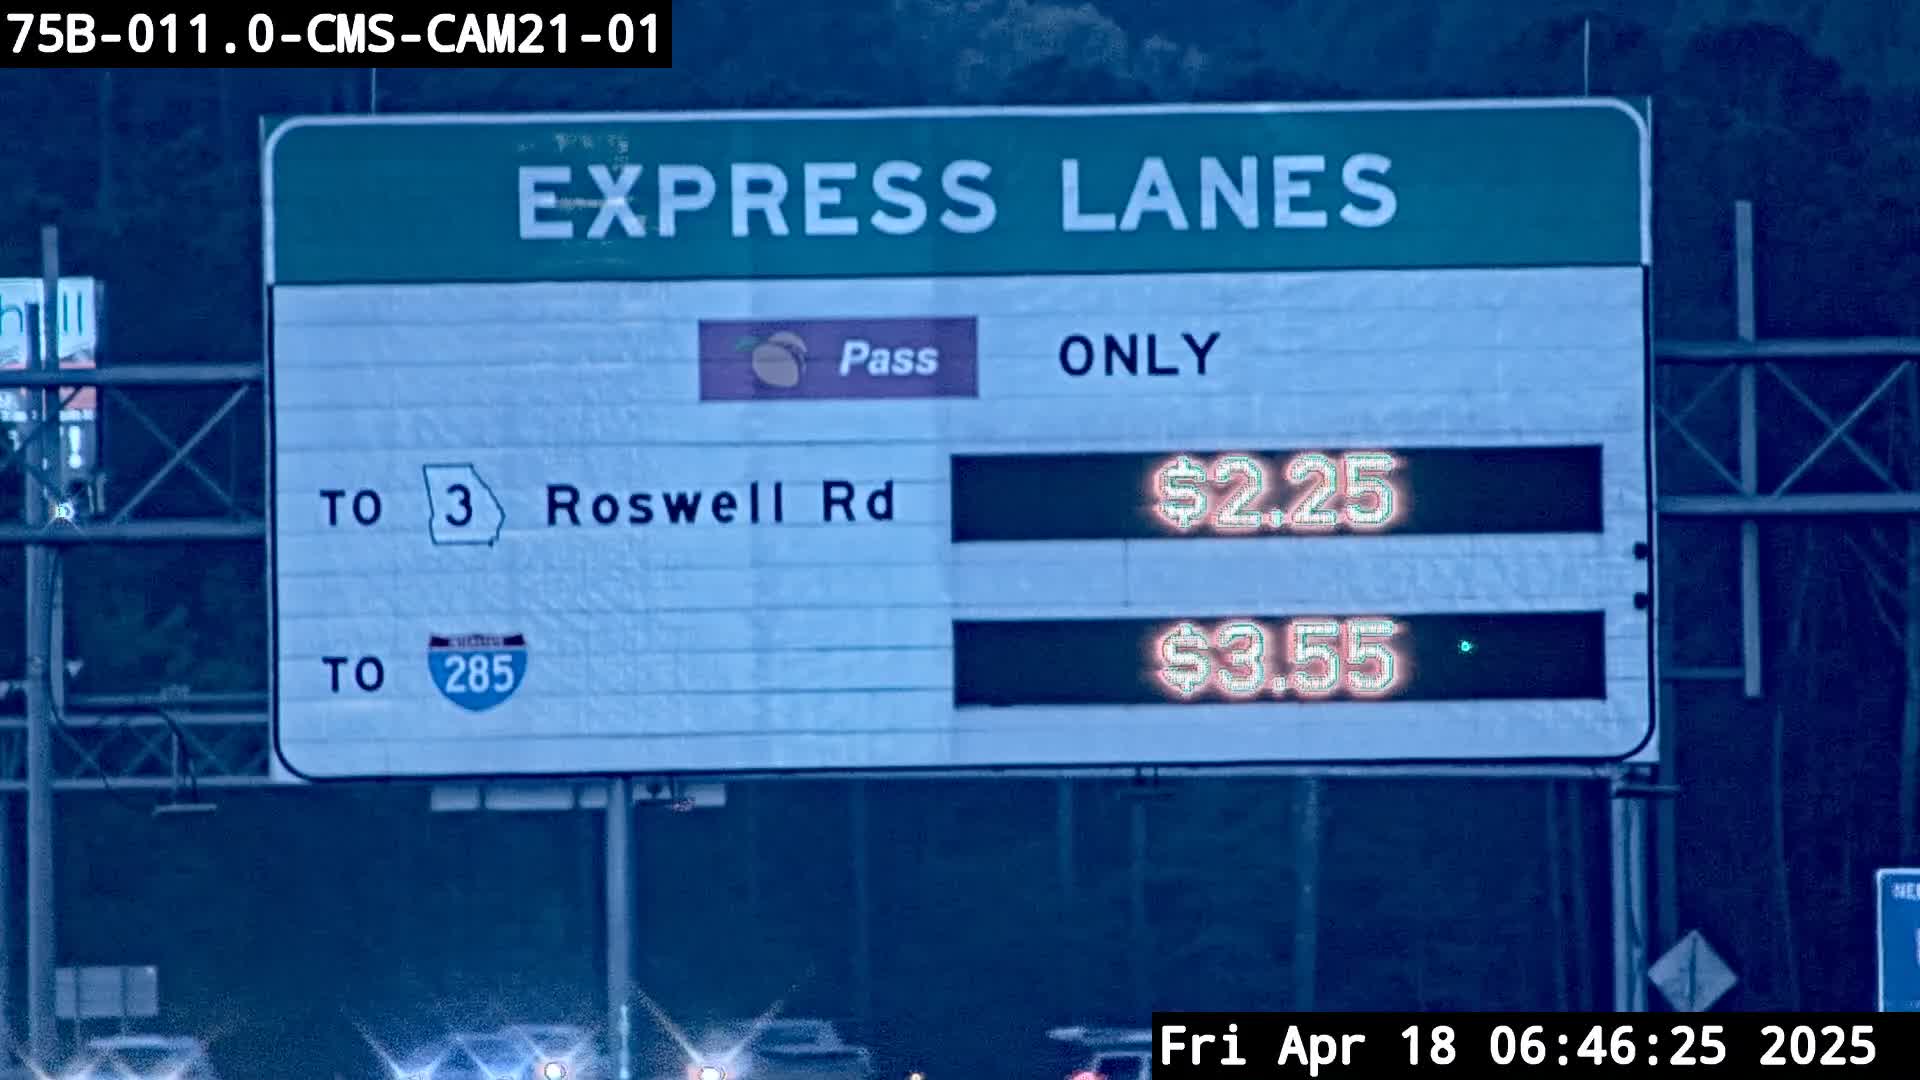 75B-011.0-CMS-CAM21-01
EXPRESS LANES
Pass ONLY
TO 3 Roswell Rd $2.25
TO 285 $3.55
Fri Apr 18 06:46:25 2025